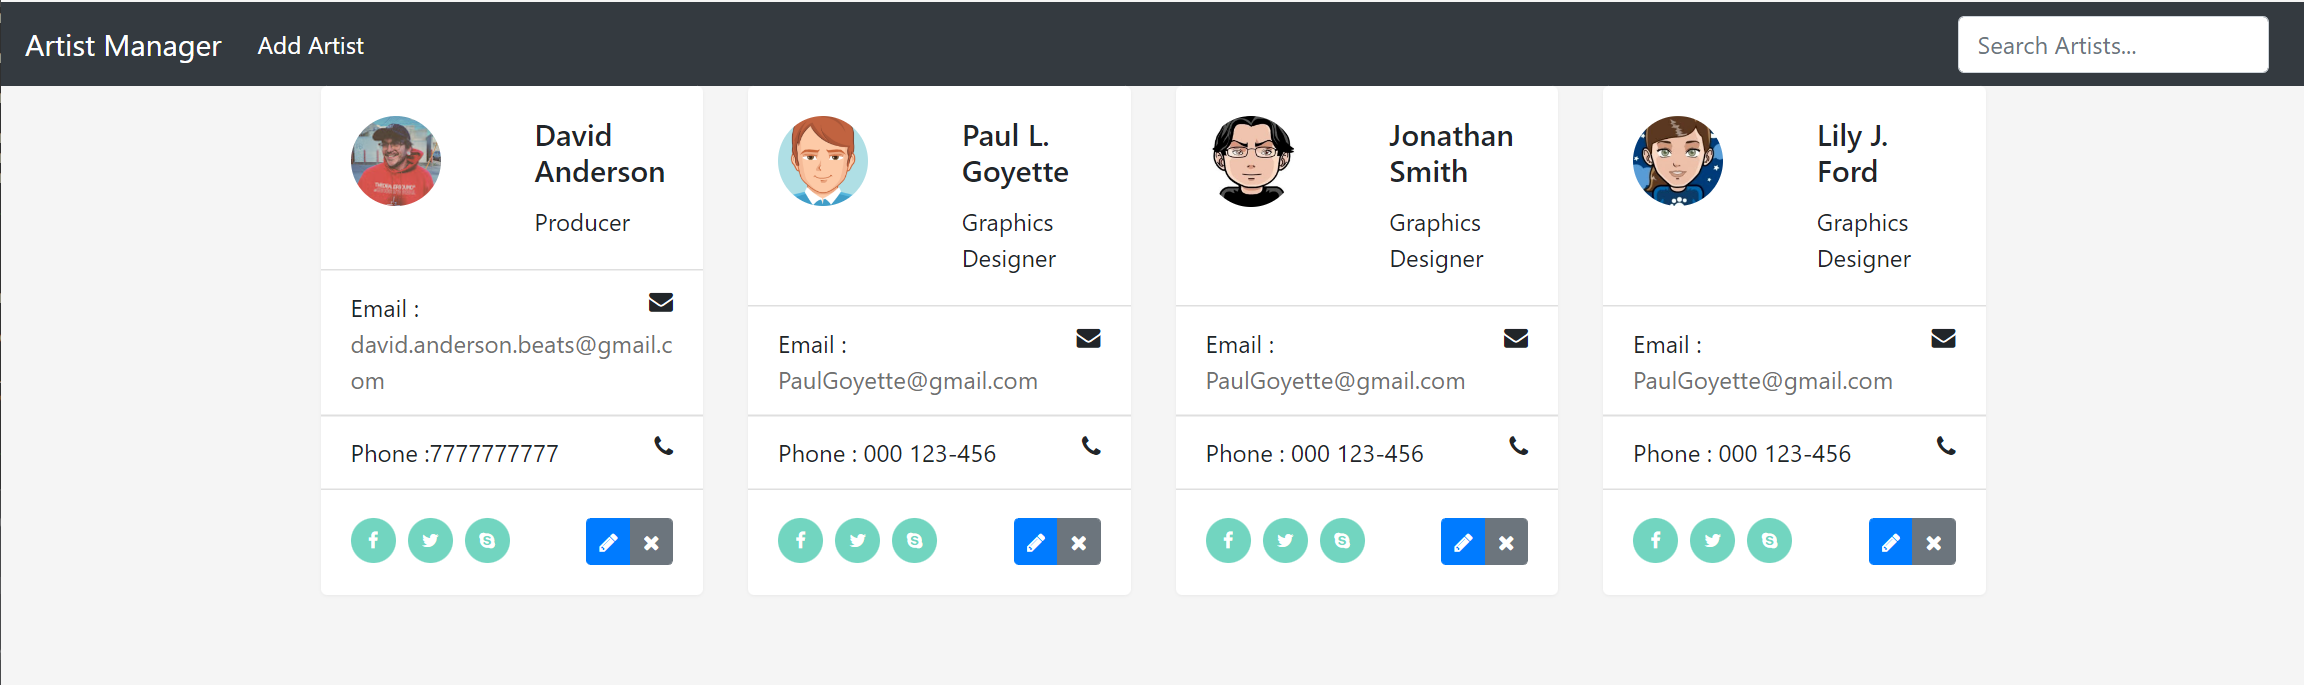 Artist Manager
Add Artist
Search Artists...
David
Anderson
Producer
Email :
david.anderson.beats@gmail.c
om
Phone :7777777777
Paul L.
Goyette
Graphics
Designer
Email :
PaulGoyette@gmail.com
Phone : 000 123-456
Jonathan
Smith
Graphics
Designer
Email :
PaulGoyette@gmail.com
Phone : 000 123-456
Lily J.
Ford
Graphics
Designer
Email :
PaulGoyette@gmail.com
Phone : 000 123-456